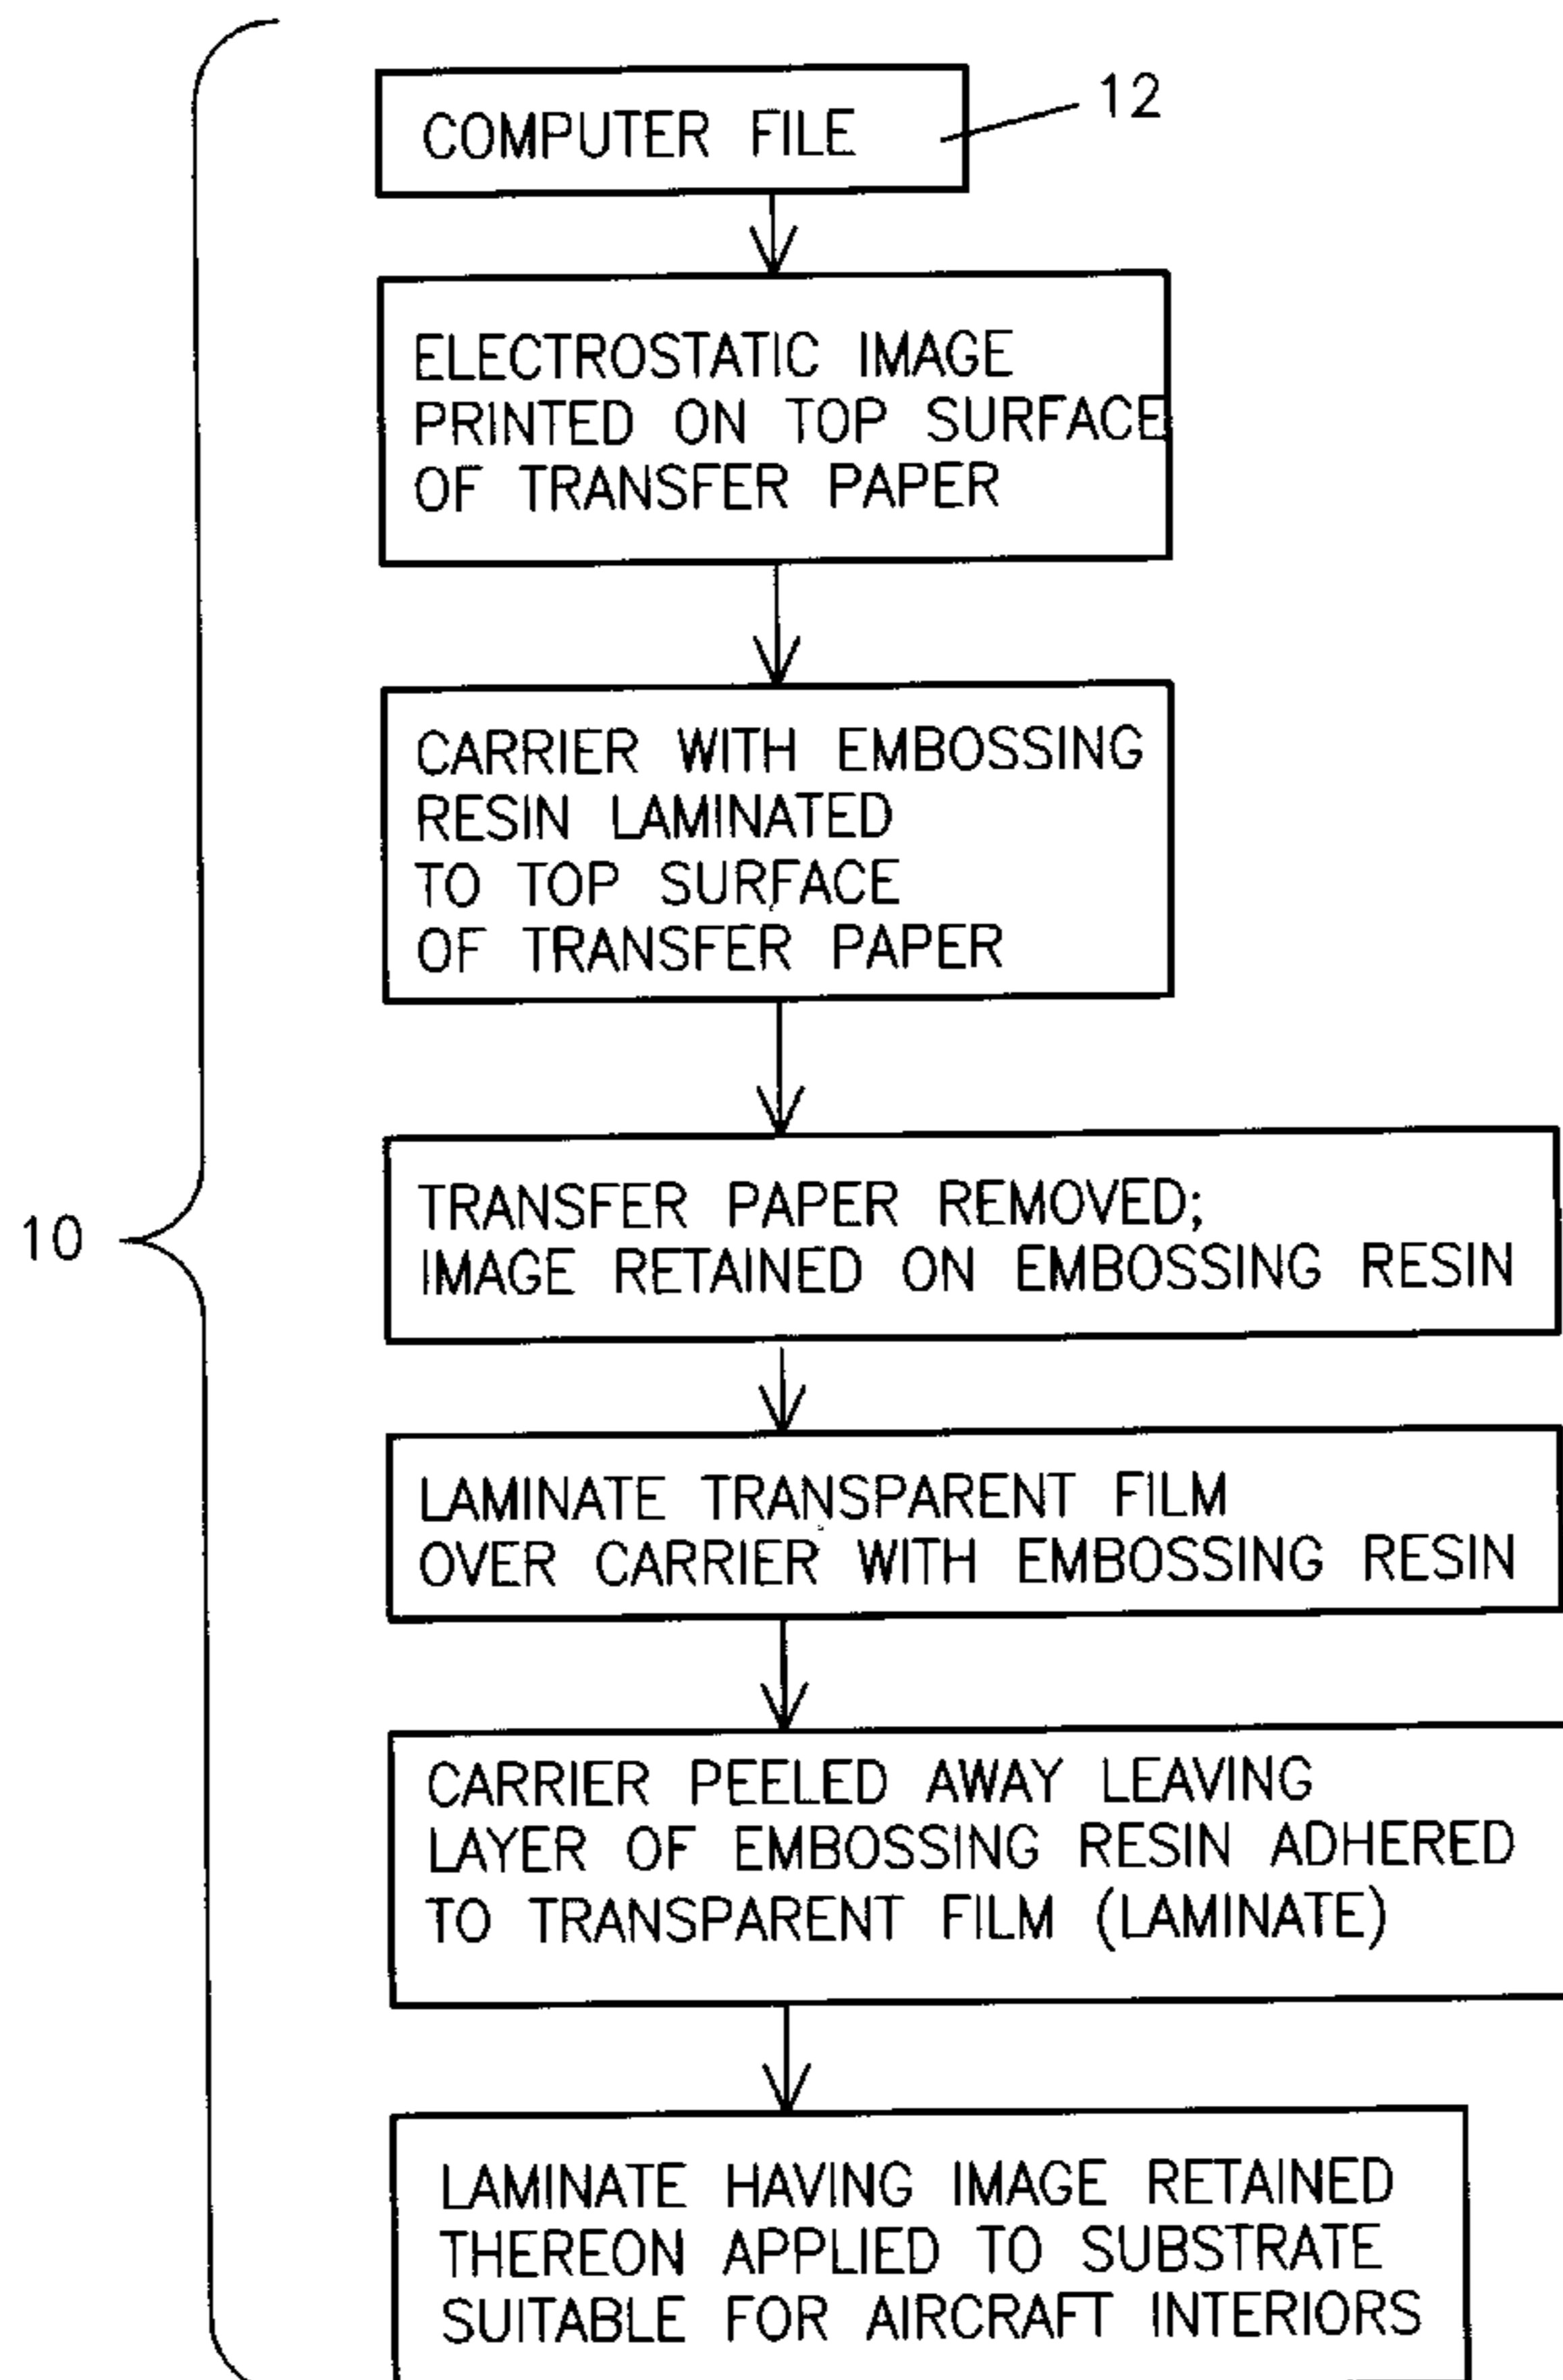 COMPUTER FILE
12
ELECTROSTATIC IMAGE
PRINTED ON TOP SURFACE
OF TRANSFER PAPER
CARRIER WITH EMBOSSING
RESIN LAMINATED
TO TOP SURFACE
OF TRANSFER PAPER
10
TRANSFER PAPER REMOVED;
IMAGE RETAINED ON EMBOSSING RESIN
LAMINATE TRANSPARENT FILM
OVER CARRIER WITH EMBOSSING RESIN
CARRIER PEELED AWAY LEAVING
LAYER OF EMBOSSING RESIN ADHERED
TO TRANSPARENT FILM (LAMINATE)
LAMINATE HAVING IMAGE RETAINED
THEREON APPLIED TO SUBSTRATE
SUITABLE FOR AIRCRAFT INTERIORS